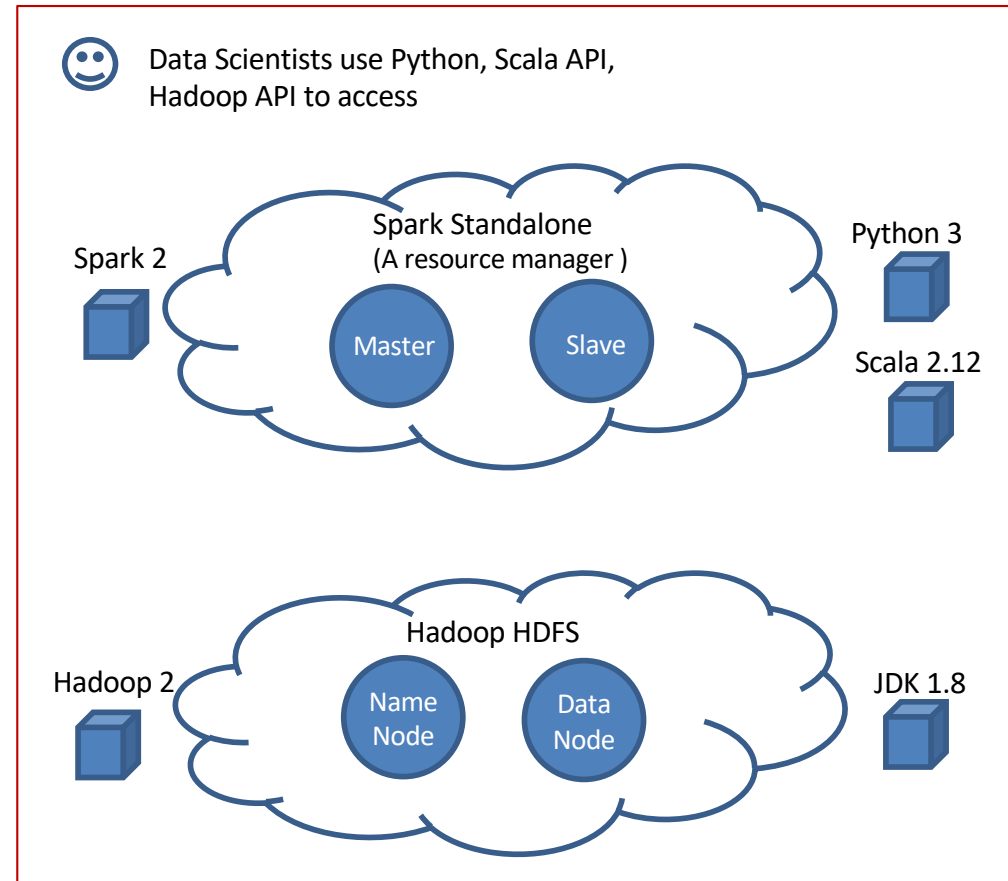 Data Scientists use Python, Scala API,
Hadoop API to access
Spark Standalone
(A resource manager )
Spark 2
Python 3
Master
Slave
Scala 2.12
Hadoop HDFS
Hadoop 2
Name
Node
Data
Node
JDK 1.8